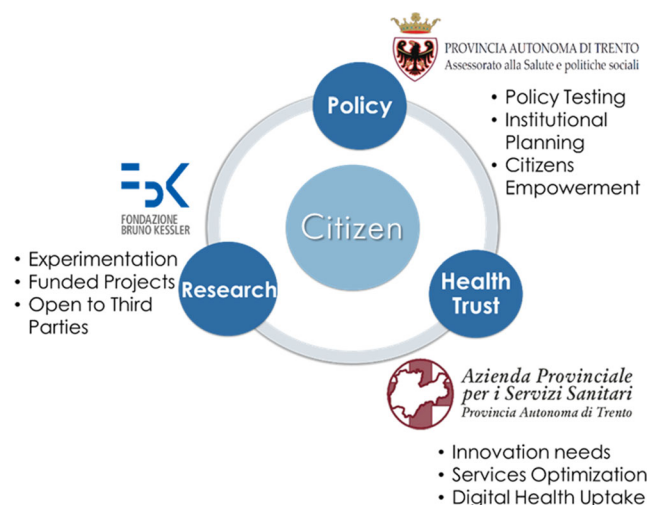 PROVINCIA AUTONOMA DI TRENTO
Assessorato alla Salute e politiche sociali
Policy
• Policy Testing
• Institutional
Planning
• Citizens
Empowerment
FBK
FONDAZIONE
BRUNO KESSLER
Citizen
• Experimentation
• Funded Projects
• Open to Third
Parties
Research
Health
Trust
Azienda Provinciale
per i Servizi Sanitari
Provincia Autonoma di Trento
• Innovation needs
• Services Optimization
• Digital Health Uptake